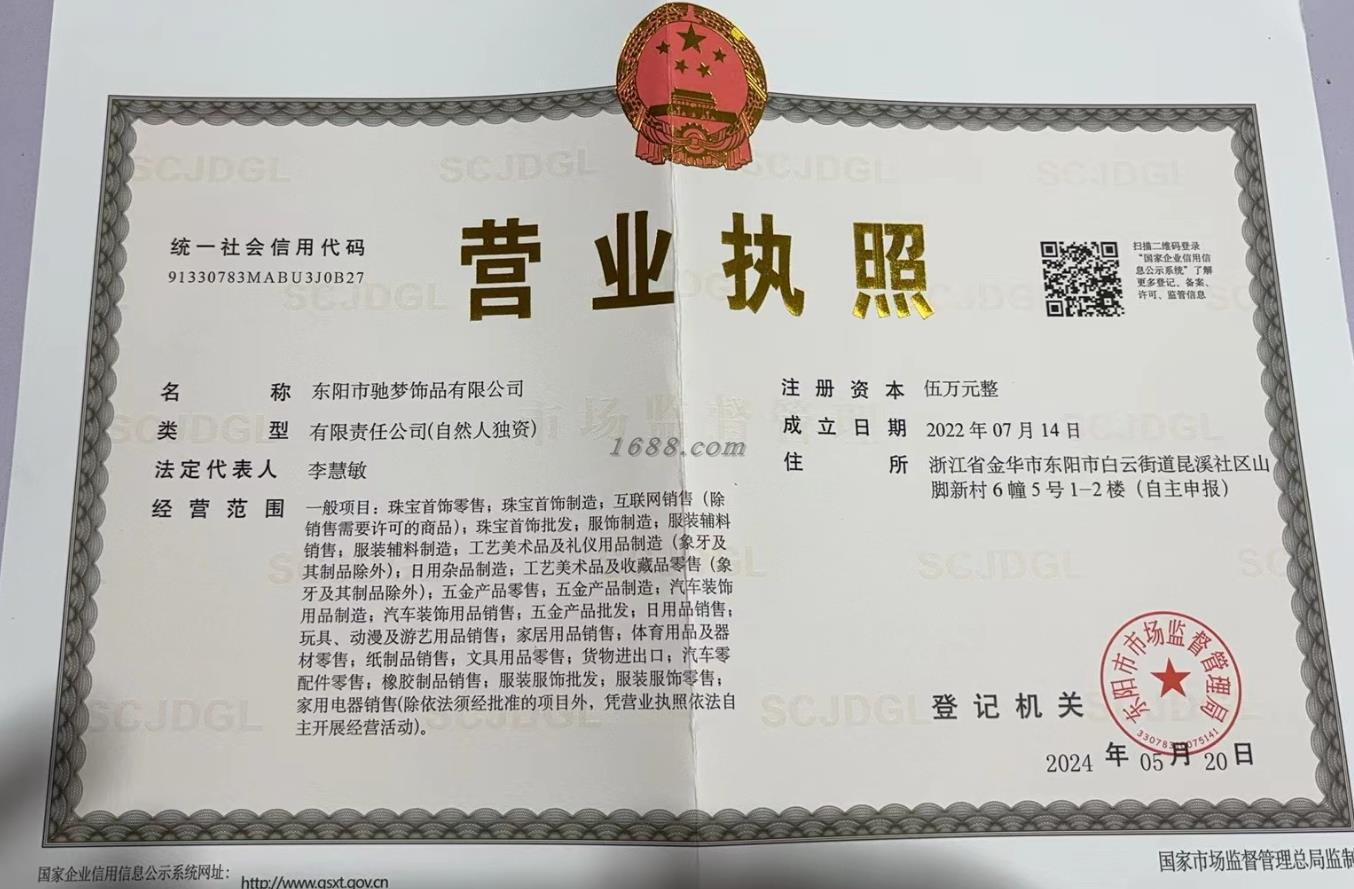 SCJDGL SCJDGL SCJDGL SCJDGL
营业执照
统一社会信用代码
91330783MABU3J0B27
扫描二维码登录
“国家企业信用信
息公示系统”了解
更多登记、备案、
许可、监管信息
名称 东阳市驰梦饰品有限公司
类型 有限责任公司(自然人独资)
法定代表人 李慧敏
经营范围 一般项目：珠宝首饰零售；珠宝首饰制造；互联网销售（除
销售需要许可的商品）；珠宝首饰批发；服饰制造；服装辅料
销售；服装辅料制造；工艺美术品及礼仪用品制造（象牙及
其制品除外）；日用杂品制造；工艺美术品及收藏品零售（象
牙及其制品除外）；五金产品零售；五金产品制造；汽车装饰
用品制造；汽车装饰用品销售；五金产品批发；日用品销售；
玩具、动漫及游艺用品销售；家居用品销售；体育用品及器
材零售；纸制品销售；文具用品零售；货物进出口；汽车零
配件零售；橡胶制品销售；服装服饰批发；服装服饰零售；
家用电器销售(除依法须经批准的项目外，凭营业执照依法自
主开展经营活动)。
注册资本 伍万元整
成立日期 2022年07月14日
住所 浙江省金华市东阳市白云街道昆溪社区山
脚新村6幢5号1-2楼（自主申报）
市场监督管理
1688.com
登记机关
东阳市市场监督管理局
2024年05月20日
国家企业信用信息公示系统网址：
http://www.gsxt.gov.cn
国家市场监督管理总局监制